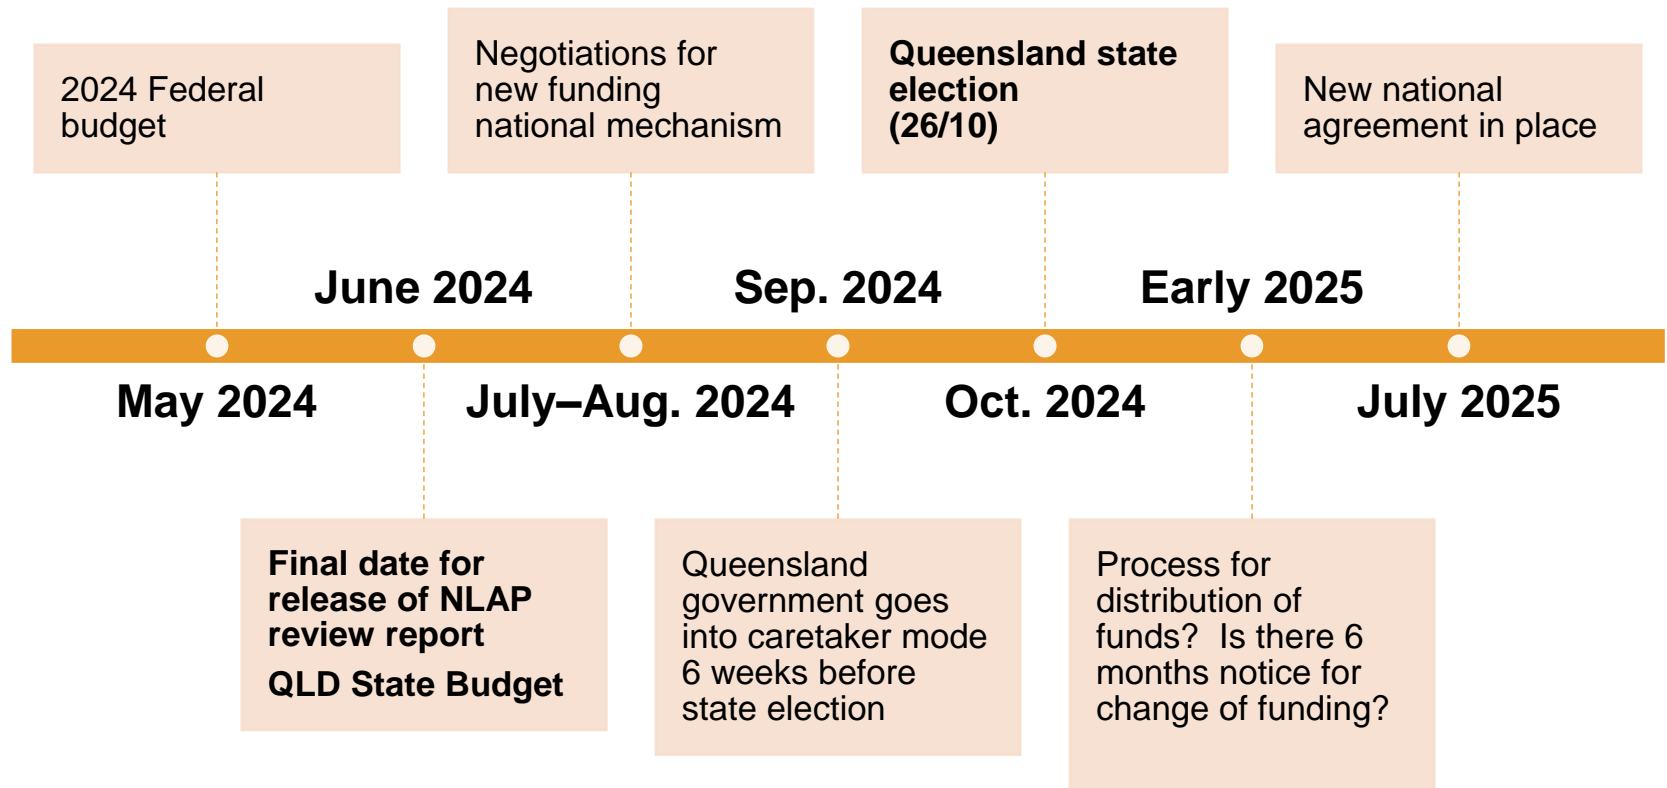 2024 Federal
budget
Negotiations for
new funding
national mechanism
Queensland state
election
(26/10)
New national
agreement in place
June 2024
Sep. 2024
Early 2025
May 2024
July–Aug. 2024
Oct. 2024
July 2025
Final date for
release of NLAP
review report
QLD State Budget
Queensland
government goes
into caretaker mode
6 weeks before
state election
Process for
distribution of
funds?  Is there 6
months notice for
change of funding?